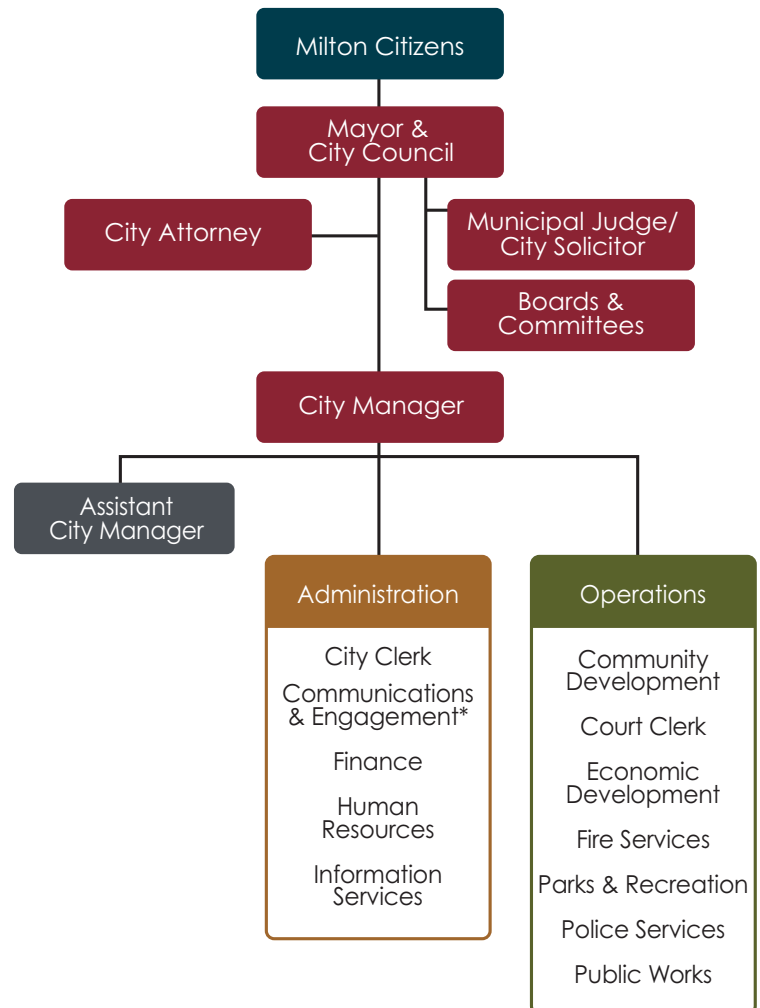 Milton Citizens
Mayor &
City Council
City Attorney
Municipal Judge/
City Solicitor
Boards &
Committees
City Manager
Assistant
City Manager
Administration
City Clerk
Communications
& Engagement*
Finance
Human
Resources
Information
Services
Operations
Community
Development
Court Clerk
Economic
Development
Fire Services
Parks & Recreation
Police Services
Public Works